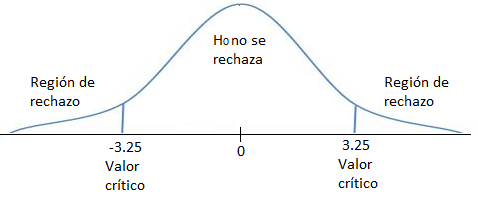 Ho no se
rechaza
Región de
rechazo
Región de
rechazo
-3.25
Valor
crítico
0
3.25
Valor
crítico